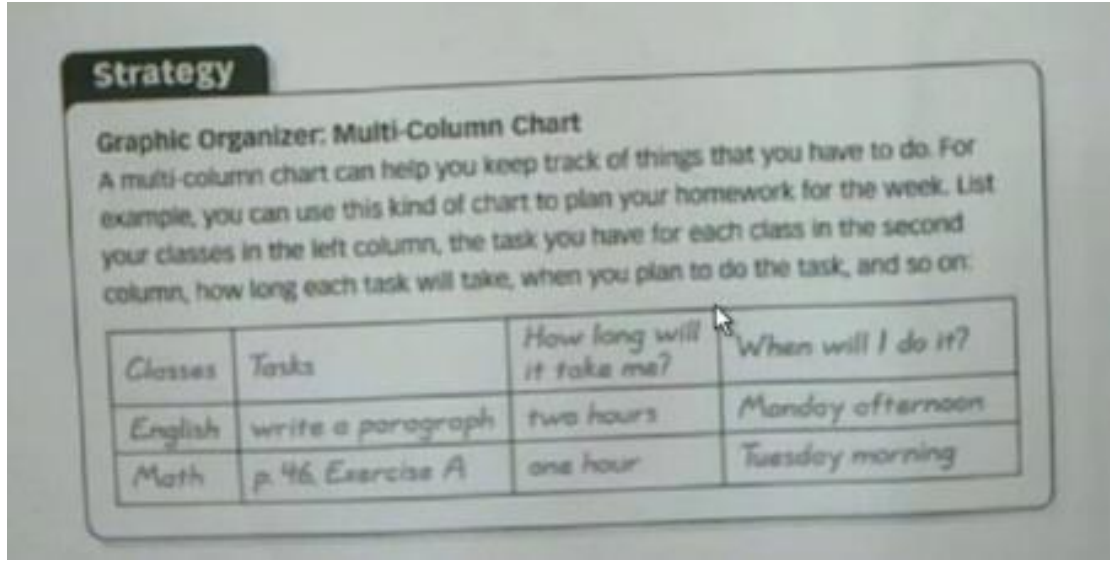 Strategy
Graphic Organizer: Multi-Column Chart
A multi-column chart can help you keep track of things that you have to do. For
example, you can use this kind of chart to plan your homework for the week. List
your classes in the left column, the task you have for each class in the second
column, how long each task will take, when you plan to do the task, and so on:
Classes Tasks How long will it take me? When will I do it?
English write a paragraph two hours Monday afternoon
Math p. 46, Exercise A one hour Tuesday morning